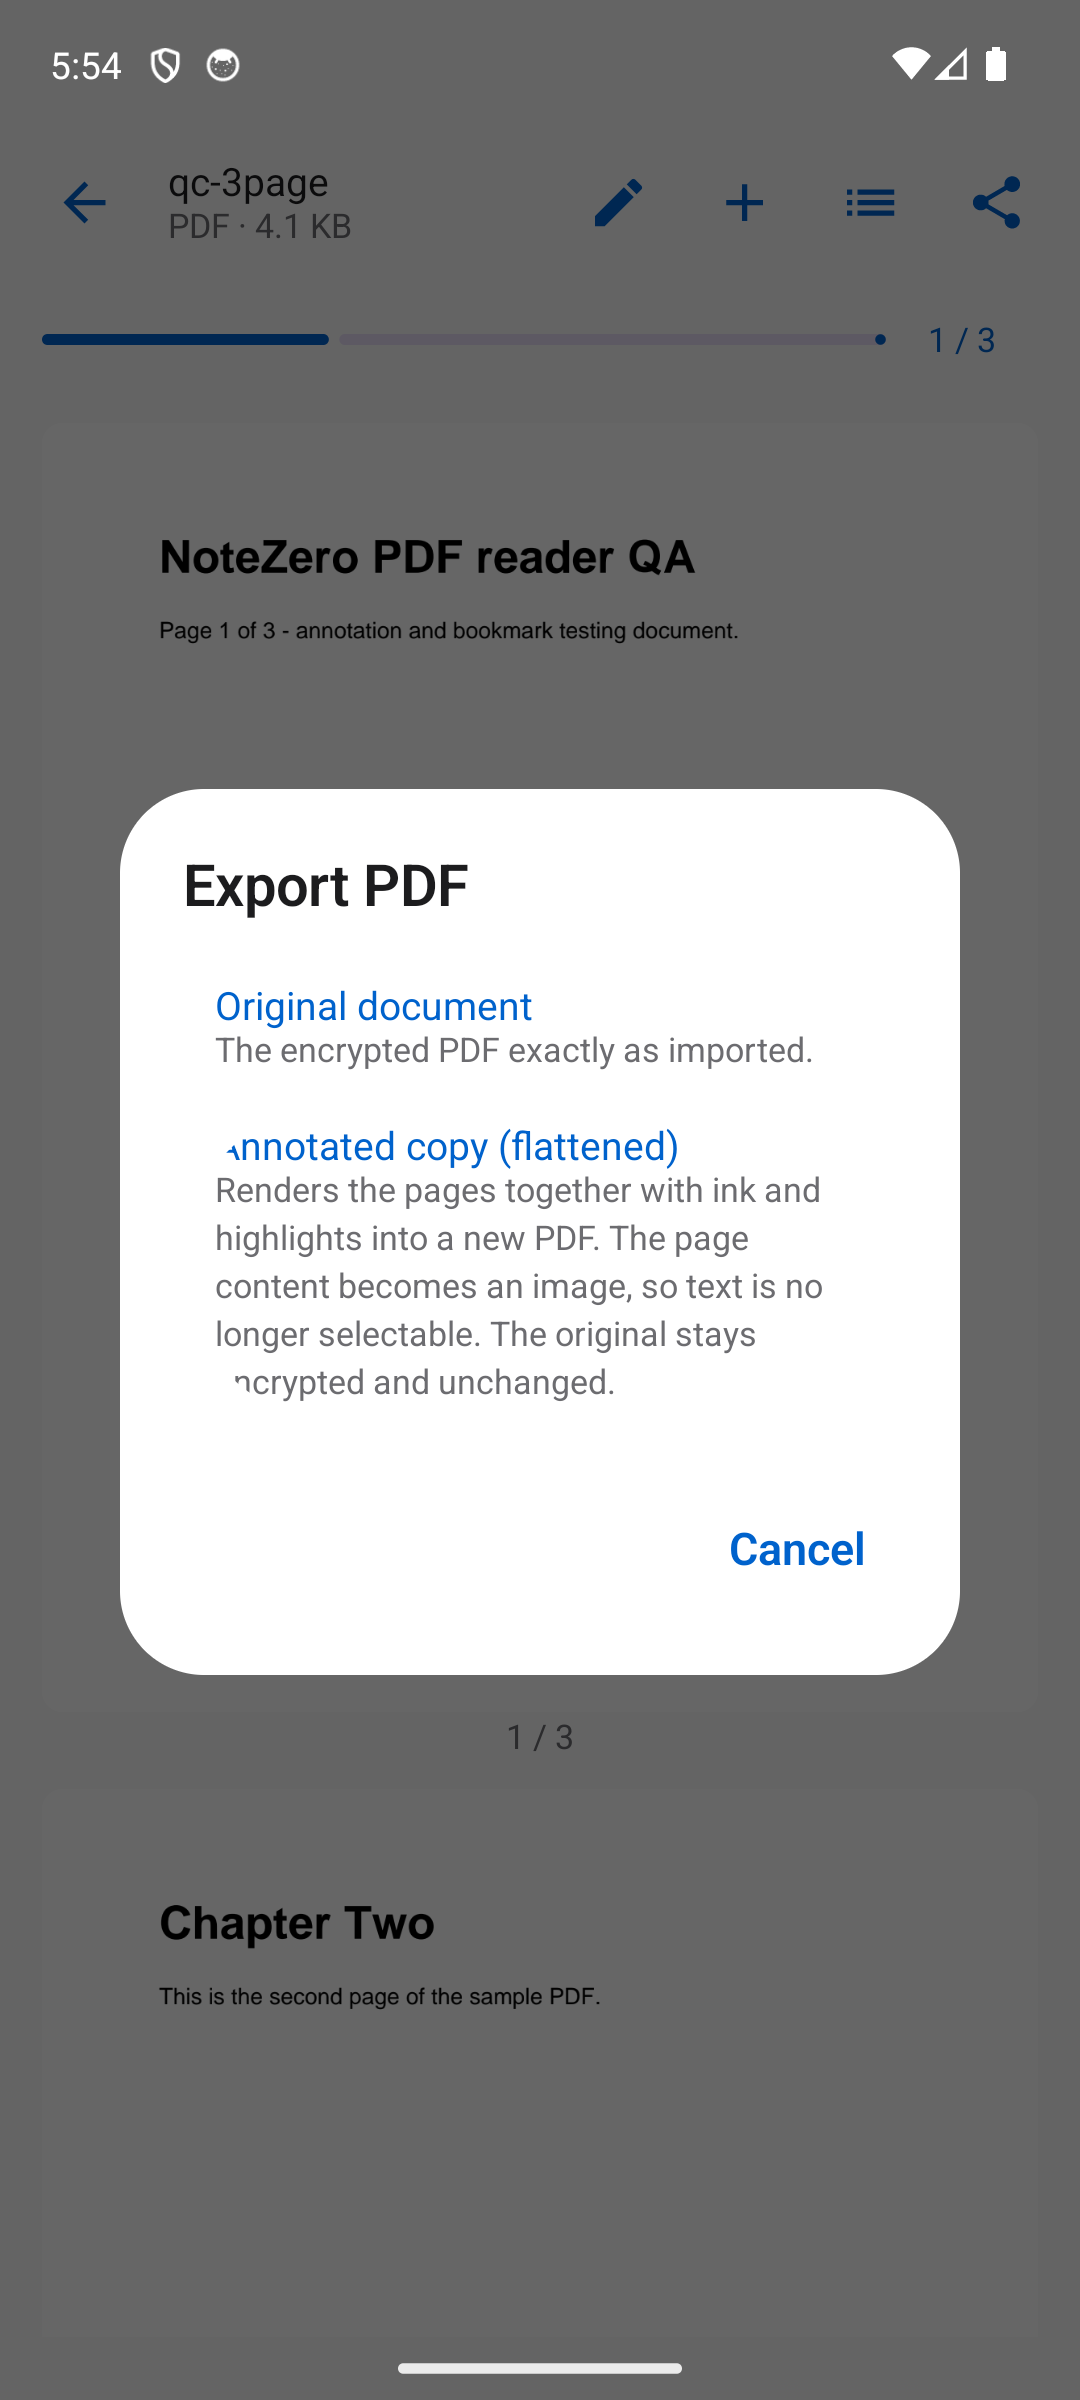 5:54
qc-3page
PDF · 4.1 KB
1 / 3
NoteZero PDF reader QA
Page 1 of 3 - annotation and bookmark testing document.
Export PDF
Original document
The encrypted PDF exactly as imported.
nnotated copy (flattened)
Renders the pages together with ink and
highlights into a new PDF. The page
content becomes an image, so text is no
longer selectable. The original stays
ncrypted and unchanged.
Cancel
1 / 3
Chapter Two
This is the second page of the sample PDF.